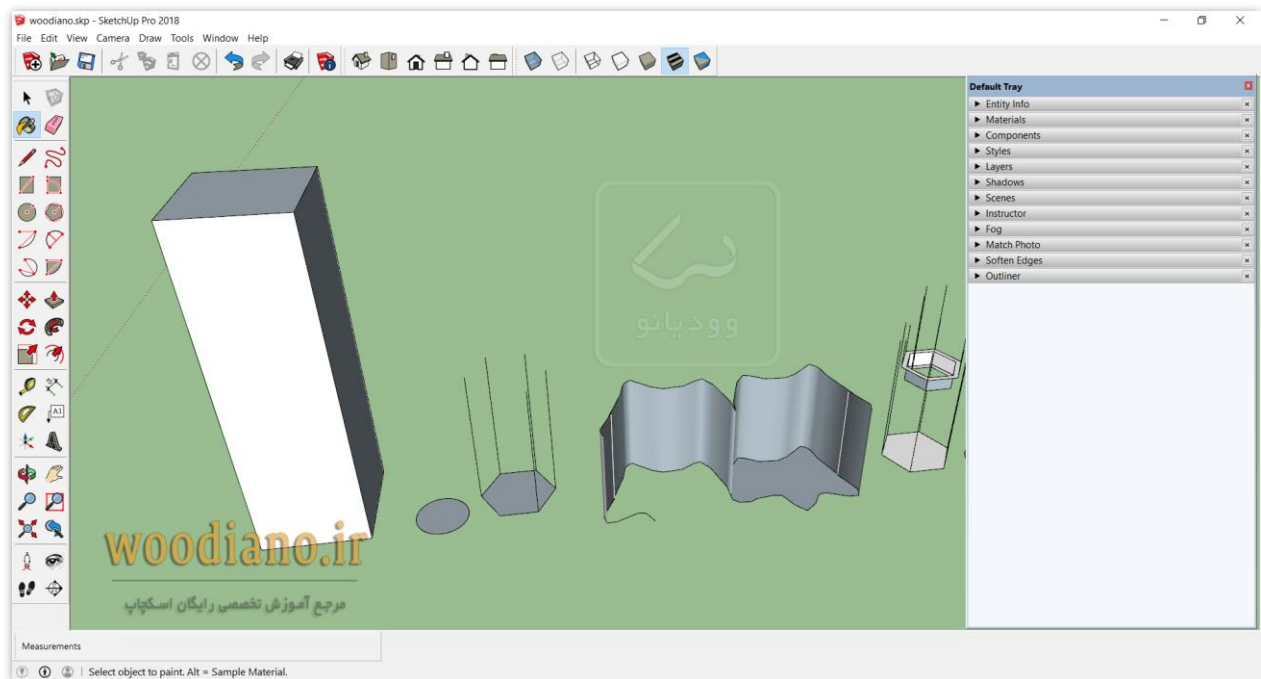 woodiano.skp - SketchUp Pro 2018
File Edit View Camera Draw Tools Window Help
Default Tray
Entity Info
Materials
Components
Styles
Layers
Shadows
Scenes
Instructor
Fog
Match Photo
Soften Edges
Outliner
A1
وودیانو
woodiano.ir
مرجع آموزش تخصصی رایگان اسکچاپ
Measurements
Select object to paint. Alt = Sample Material.